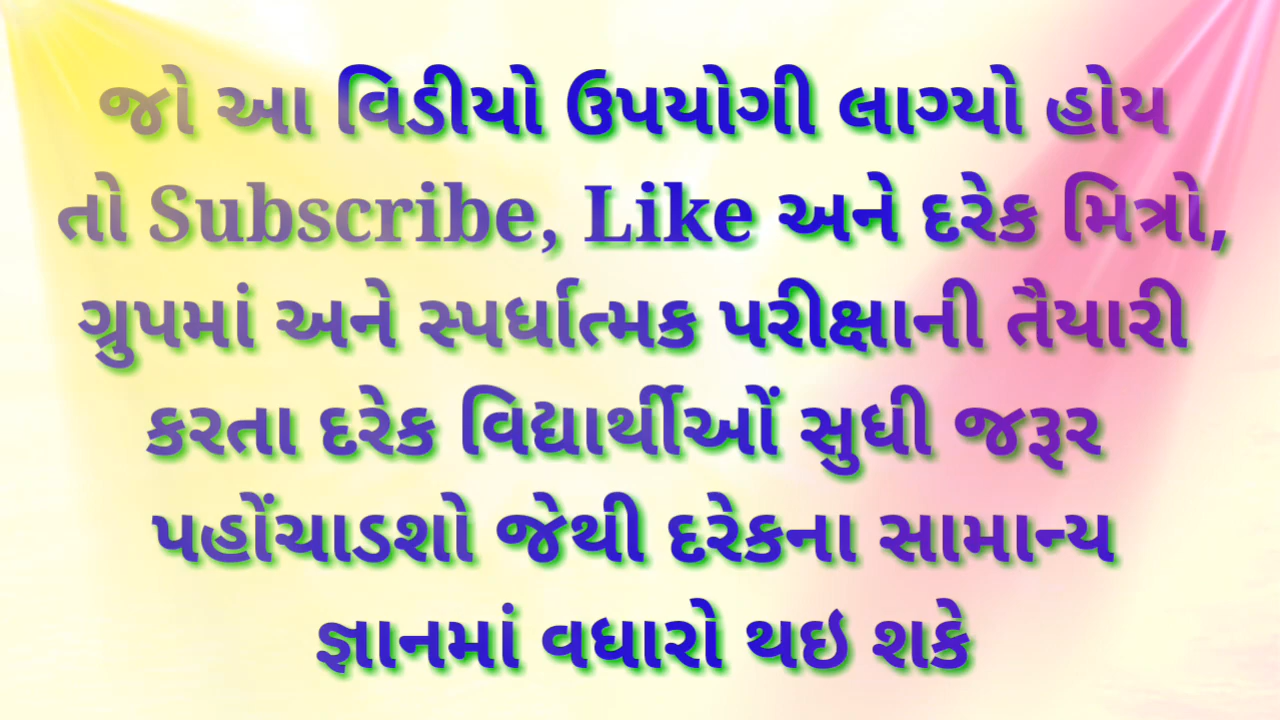 જો આ વિડીયો ઉપયોગી લાગ્યો હોય
તો Subscribe, Like અને દરેક મિત્રો,
ગ્રુપમાં અને સ્પર્ધાત્મક પરીક્ષાની તૈયારી
કરતા દરેક વિદ્યાર્થીઓં સુધી જરૂર
પહોંચાડશો જેથી દરેકના સામાન્ય
જ્ઞાનમાં વધારો થઇ શકે